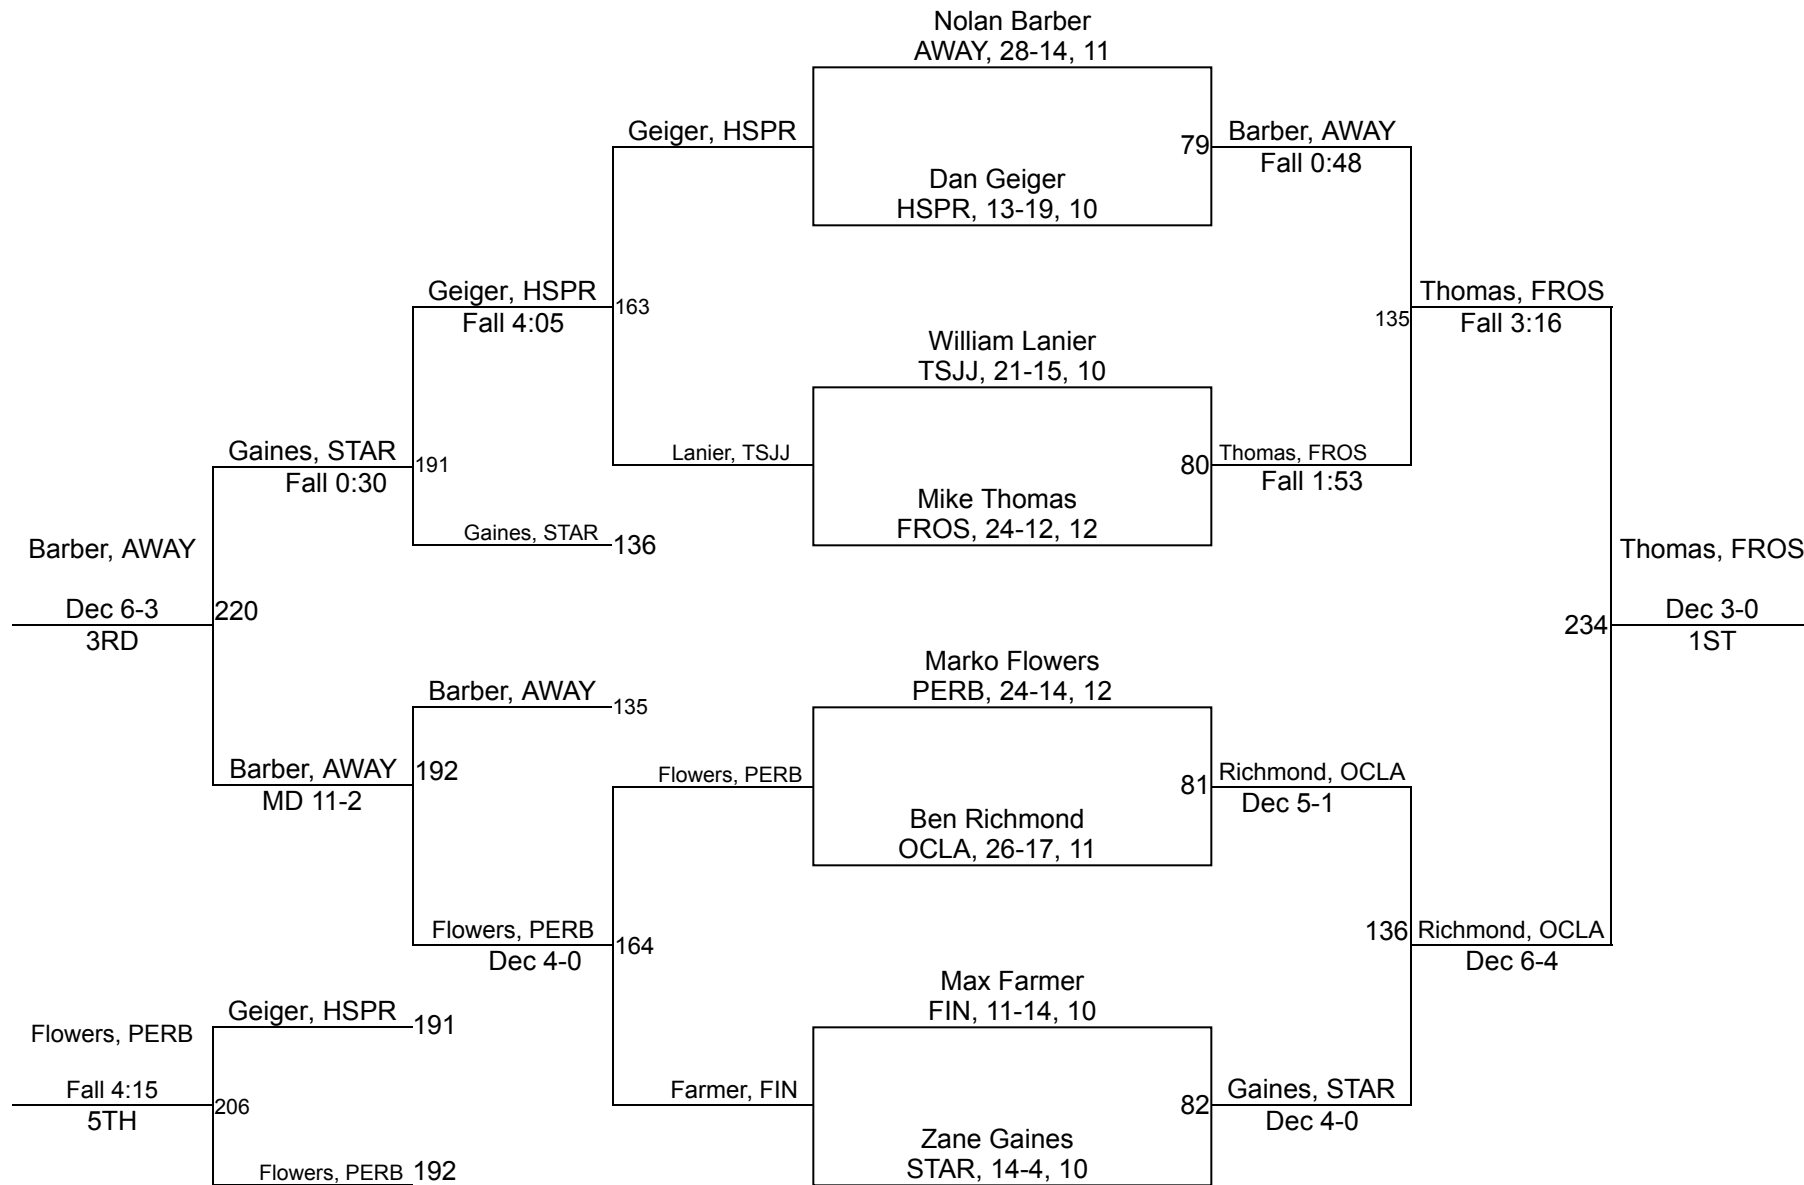 Nolan Barber
AWAY, 28-14, 11
Geiger, HSPR
79
Barber, AWAY
Fall 0:48
Dan Geiger
HSPR, 13-19, 10
Geiger, HSPR
Fall 4:05
163
135
Thomas, FROS
Fall 3:16
William Lanier
TSJJ, 21-15, 10
Gaines, STAR
Fall 0:30
191
Lanier, TSJJ
80
Thomas, FROS
Fall 1:53
Mike Thomas
FROS, 24-12, 12
Gaines, STAR
136
Barber, AWAY
Dec 6-3
3RD
220
Thomas, FROS
234
Dec 3-0
1ST
Marko Flowers
PERB, 24-14, 12
Barber, AWAY
135
Barber, AWAY
MD 11-2
192
Flowers, PERB
81
Richmond, OCLA
Dec 5-1
Ben Richmond
OCLA, 26-17, 11
Flowers, PERB
Dec 4-0
164
136
Richmond, OCLA
Dec 6-4
Max Farmer
FIN, 11-14, 10
Geiger, HSPR
191
Flowers, PERB
Fall 4:15
5TH
206
Farmer, FIN
82
Gaines, STAR
Dec 4-0
Zane Gaines
STAR, 14-4, 10
Flowers, PERB
192